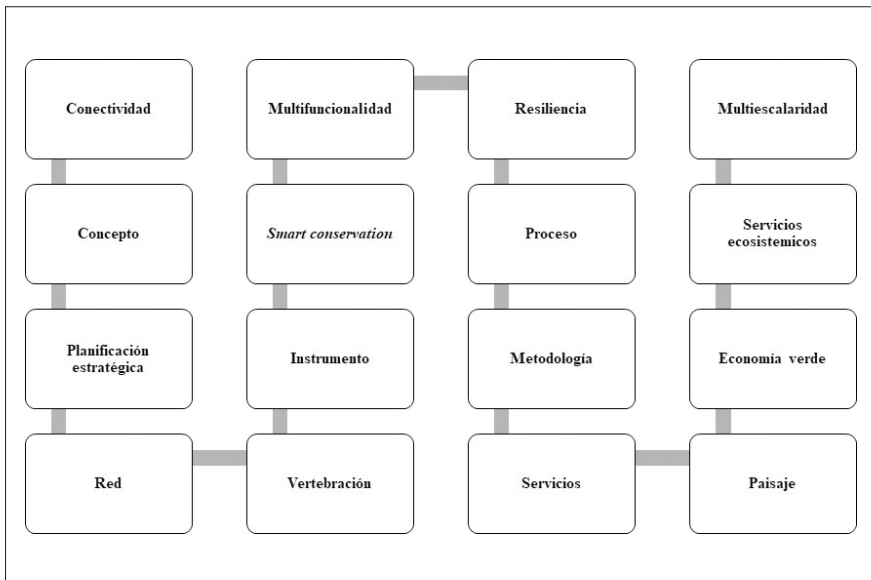 Conectividad
Concepto
Planificación
estratégica
Red
Vertebración
Instrumento
Smart conservation
Multifuncionalidad
Resiliencia
Proceso
Metodología
Servicios
Paisaje
Economía verde
Servicios
ecosistemicos
Multiescalaridad